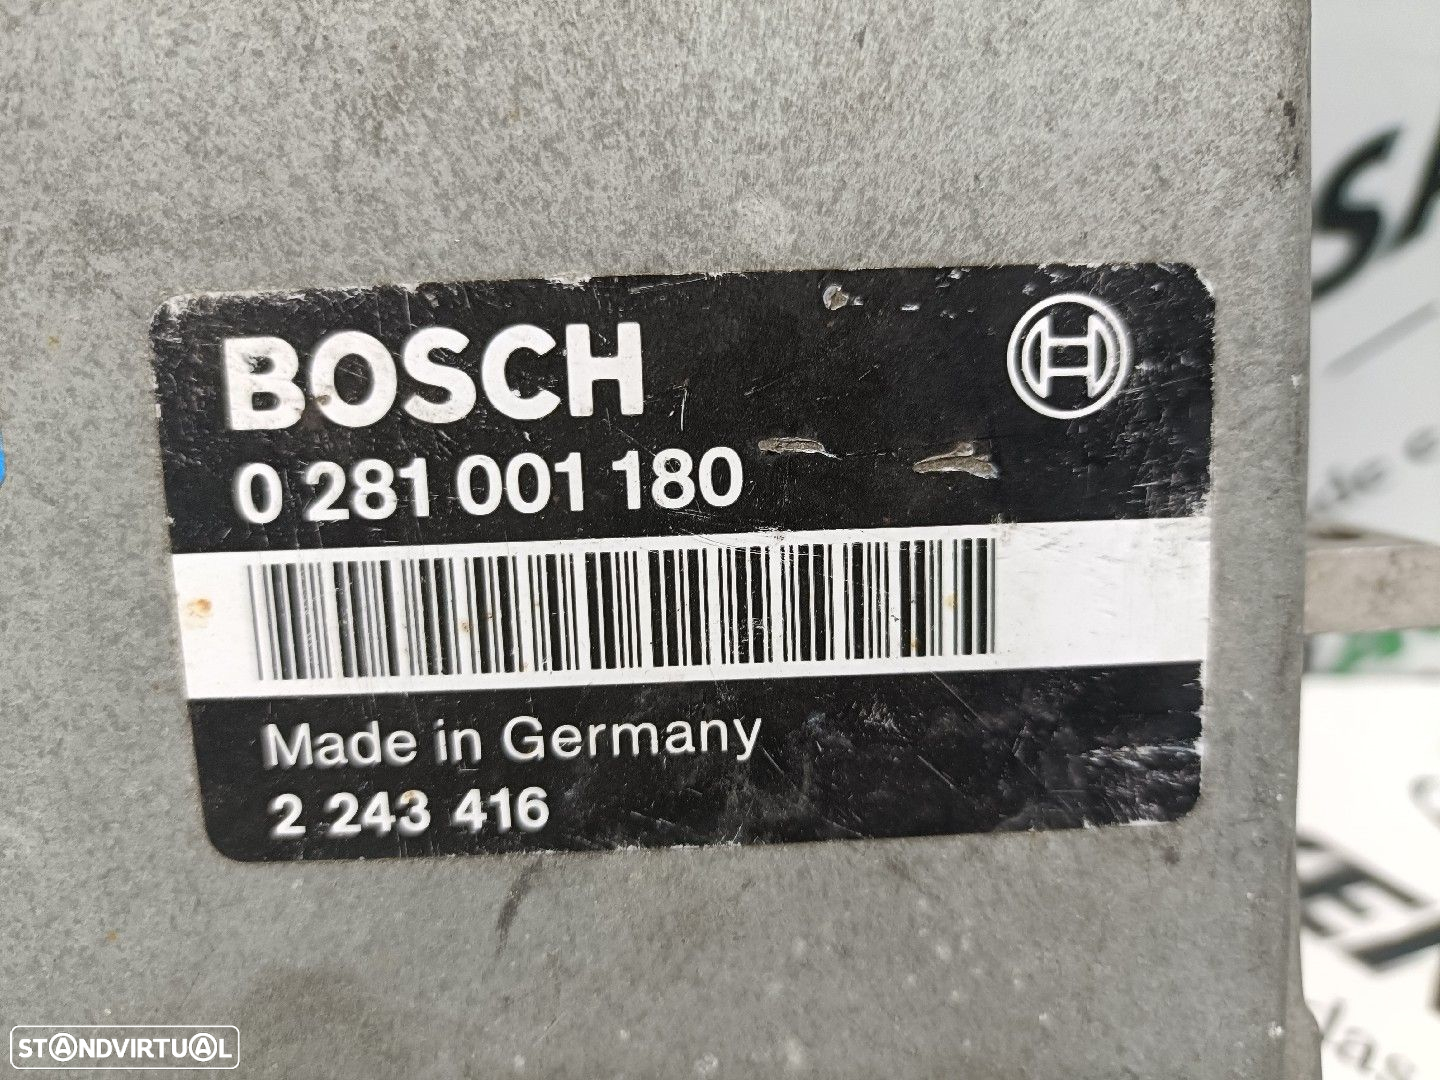 BOSCH
0 281 001 180
Made in Germany
2 243 416
STANDVIRTUAL